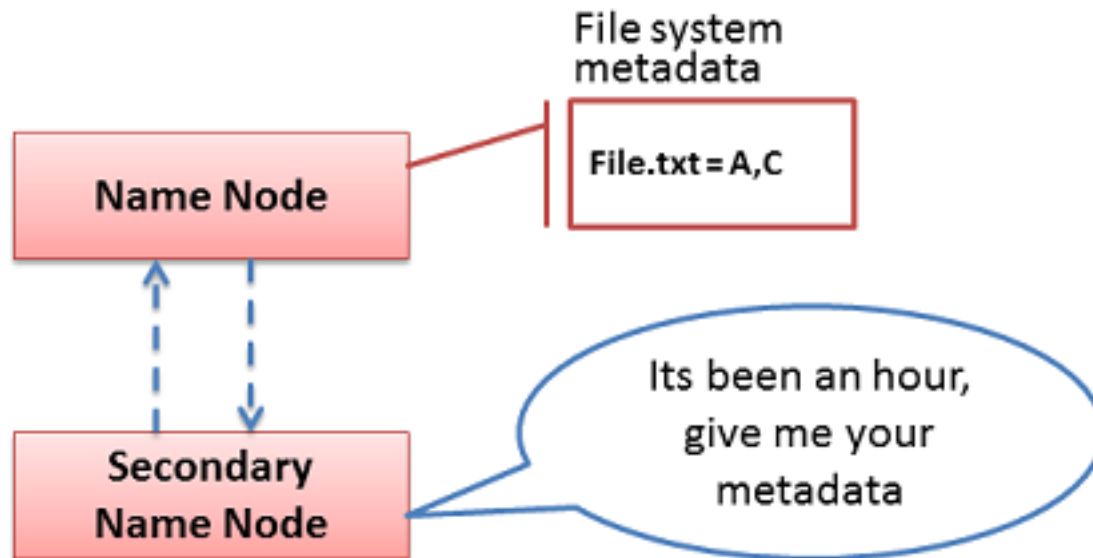 File system
metadata
File.txt = A,C
Name Node
Secondary
Name Node
Its been an hour,
give me your
metadata